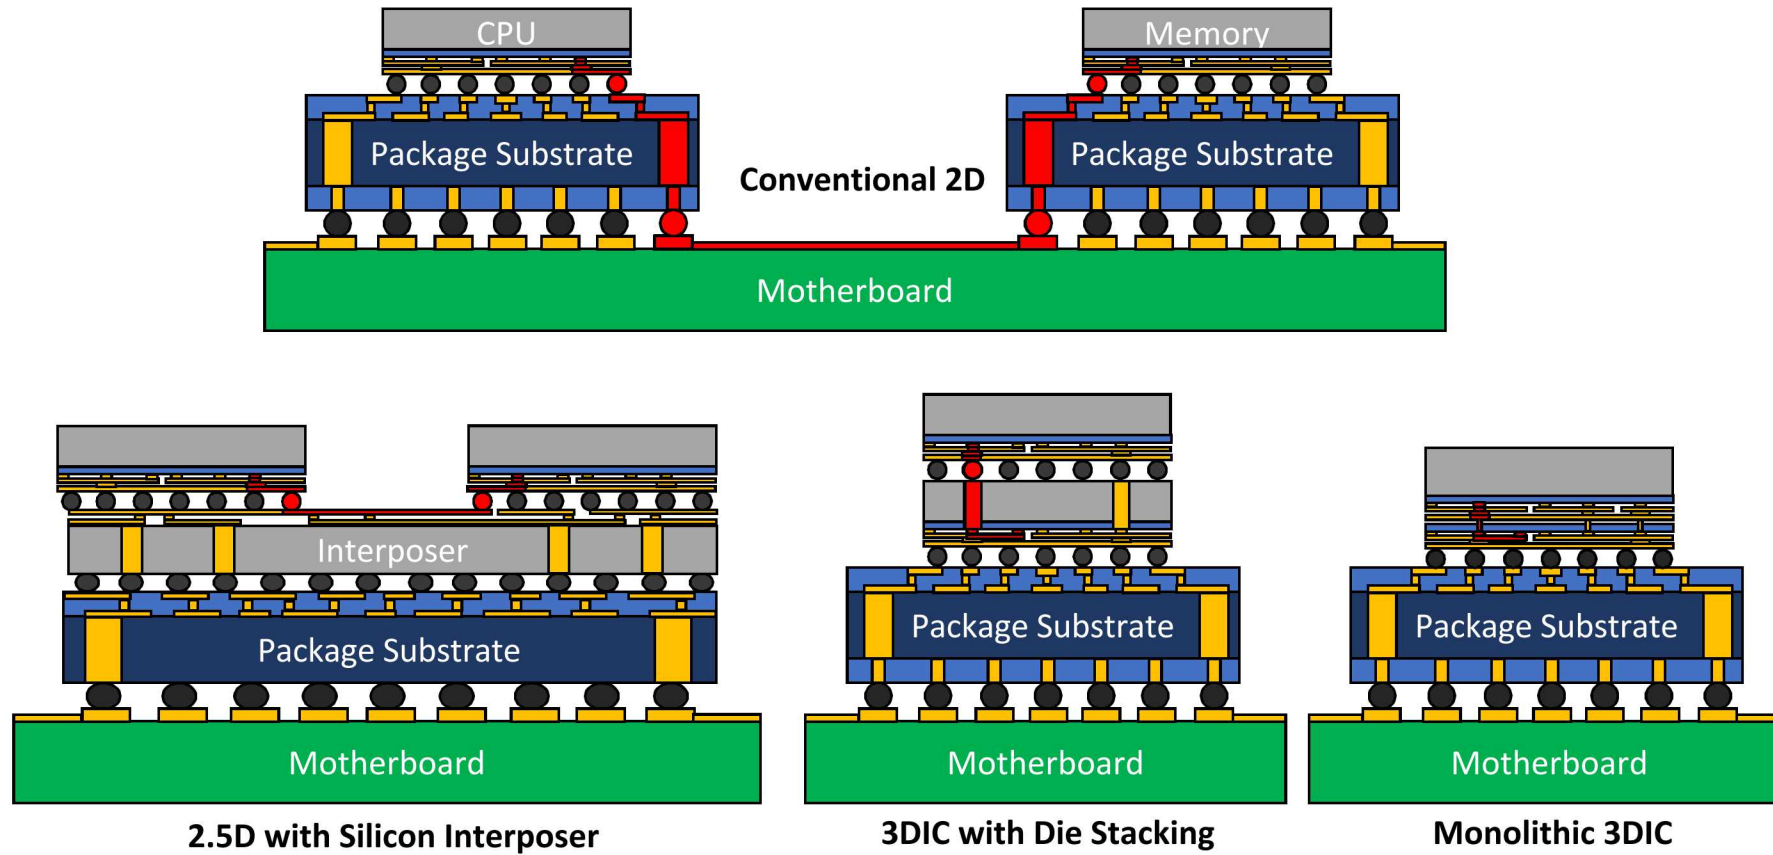 CPU
Memory
Package Substrate
Package Substrate
Conventional 2D
Motherboard
Interposer
Package Substrate
Package Substrate
Package Substrate
Motherboard
Motherboard
Motherboard
2.5D with Silicon Interposer
3DIC with Die Stacking
Monolithic 3DIC